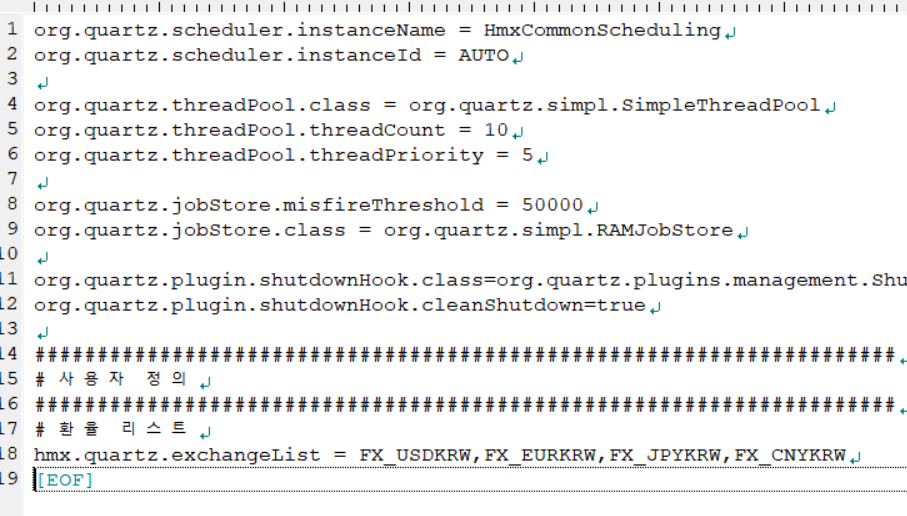 1 org.quartz.scheduler.instanceName = HmxCommonScheduling
2 org.quartz.scheduler.instanceId = AUTO
3
4 org.quartz.threadPool.class = org.quartz.simpl.SimpleThreadPool
5 org.quartz.threadPool.threadCount = 10
6 org.quartz.threadPool.threadPriority = 5
7
8 org.quartz.jobStore.misfireThreshold = 50000
9 org.quartz.jobStore.class = org.quartz.simpl.RAMJobStore
10
11 org.quartz.plugin.shutdownHook.class=org.quartz.plugins.management.Shu
12 org.quartz.plugin.shutdownHook.cleanShutdown=true
13
14 #####################################################################
15 # 사용자 정의
16 #####################################################################
17 # 환율 리스트
18 hmx.quartz.exchangeList = FX_USDKRW,FX_EURKRW,FX_JPYKRW,FX_CNYKRW
19 [EOF]